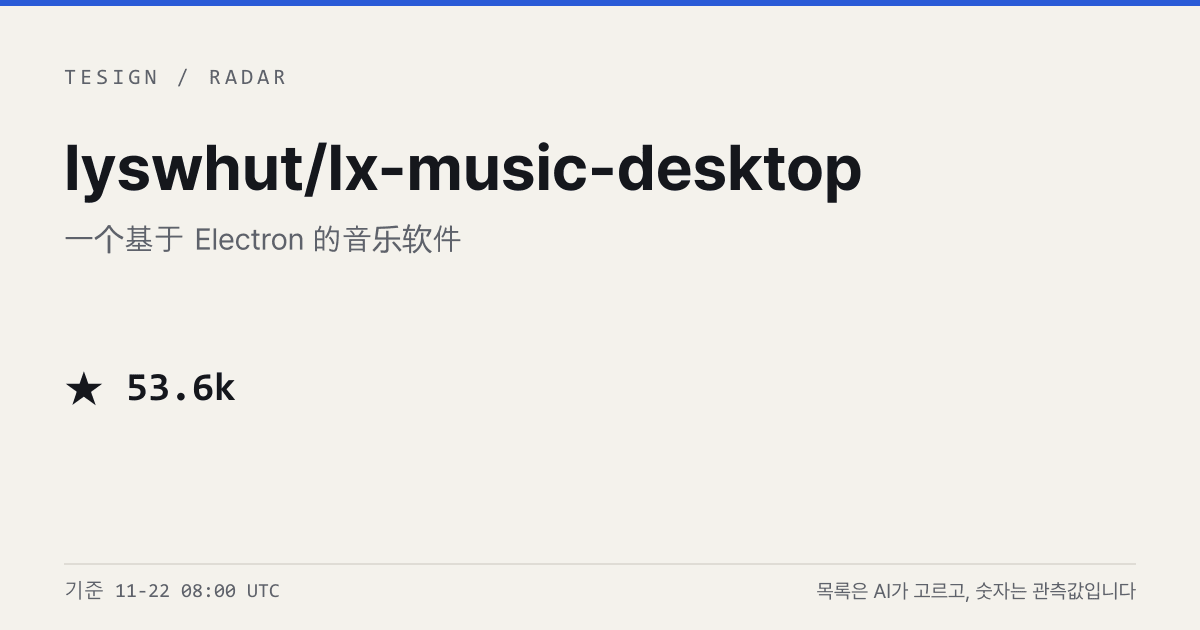 TESIGN / RADAR
lyswhut/lx-music-desktop
一个基于 Electron 的音乐软件
★ 53.6k
기준 11-22 08:00 UTC
목록은 AI가 고르고, 숫자는 관측값입니다